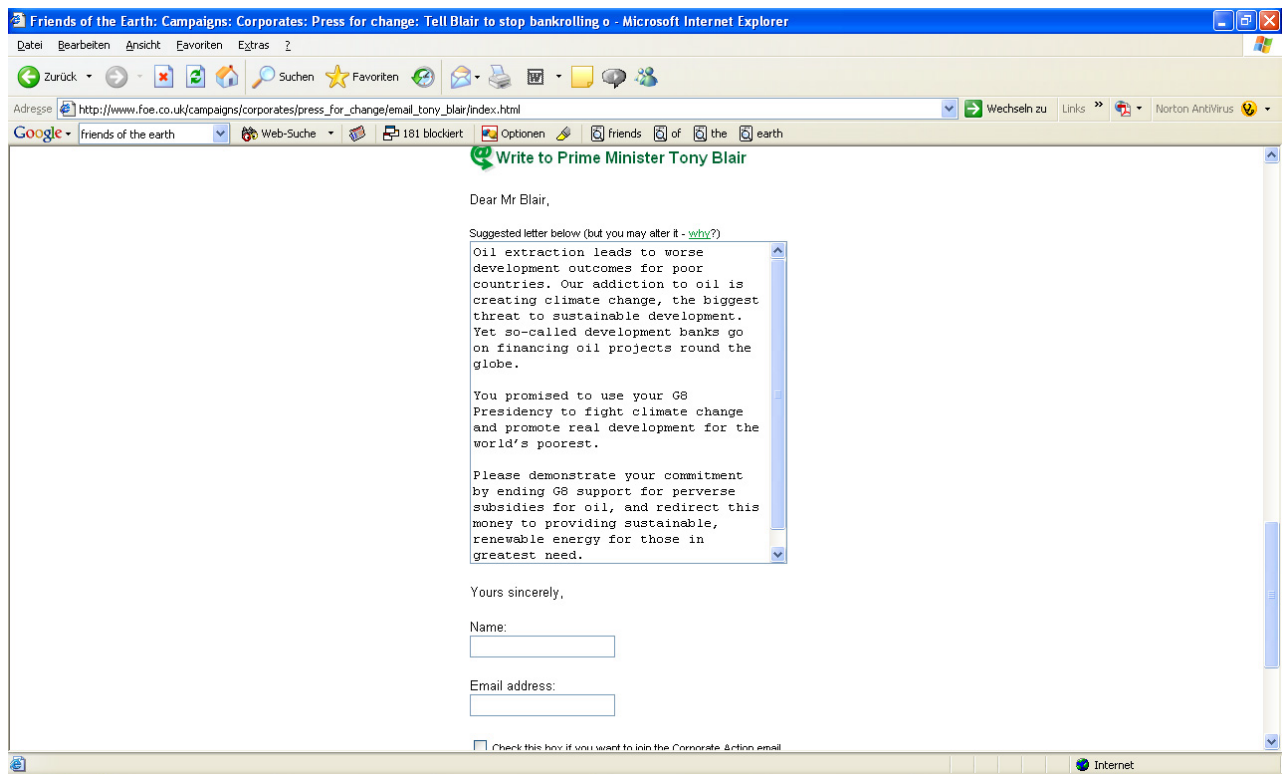 Friends of the Earth: Campaigns: Corporates: Press for change: Tell Blair to stop bankrolling o - Microsoft Internet Explorer
Datei Bearbeiten Ansicht Favoriten Extras ?
Zurück Suchen Favoriten
Adresse http://www.foe.co.uk/campaigns/corporates/press_for_change/email_tony_blair/index.html Wechseln zu Links » Norton AntiVirus
Google friends of the earth Web-Suche 181 blockiert Optionen friends of the earth
Write to Prime Minister Tony Blair
Dear Mr Blair,
Suggested letter below (but you may alter it - why?)
Oil extraction leads to worse
development outcomes for poor
countries. Our addiction to oil is
creating climate change, the biggest
threat to sustainable development.
Yet so-called development banks go
on financing oil projects round the
globe.
You promised to use your G8
Presidency to fight climate change
and promote real development for the
world's poorest.
Please demonstrate your commitment
by ending G8 support for perverse
subsidies for oil, and redirect this
money to providing sustainable,
renewable energy for those in
greatest need.
Yours sincerely,
Name:
Email address:
Check this box if you want to join the Corporate Action email
Internet